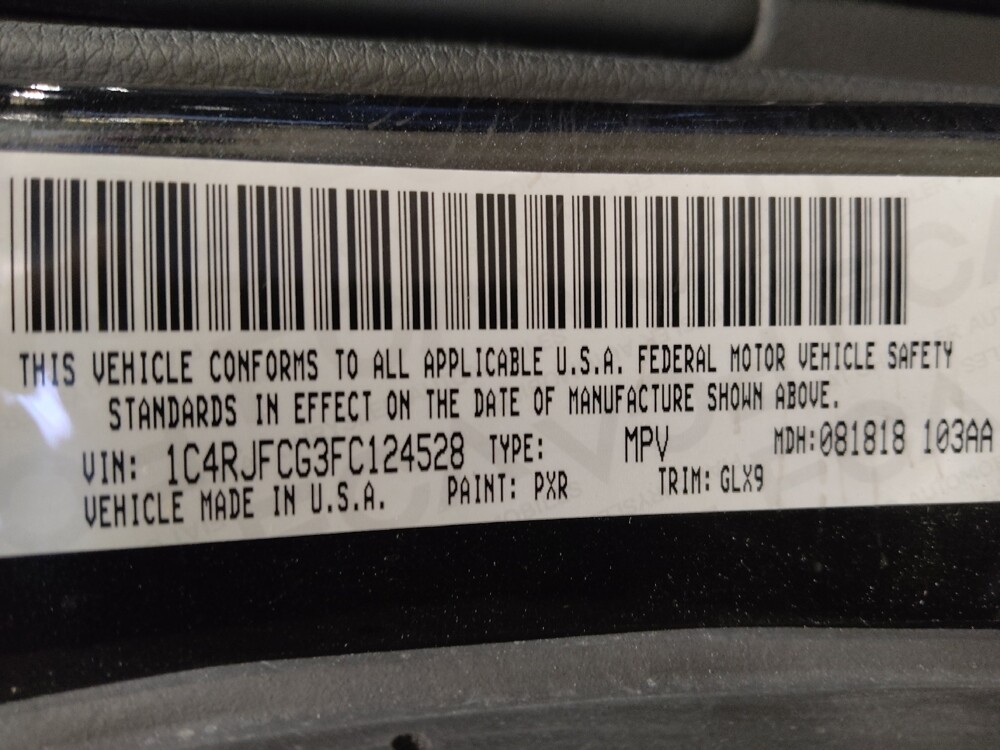 THIS VEHICLE CONFORMS TO ALL APPLICABLE U.S.A. FEDERAL MOTOR VEHICLE SAFETY
STANDARDS IN EFFECT ON THE DATE OF MANUFACTURE SHOWN ABOVE.
VIN: 1C4RJFCG3FC124528 TYPE: MPV MDH:081818 103AA
VEHICLE MADE IN U.S.A. PAINT: PXR TRIM: GLX9